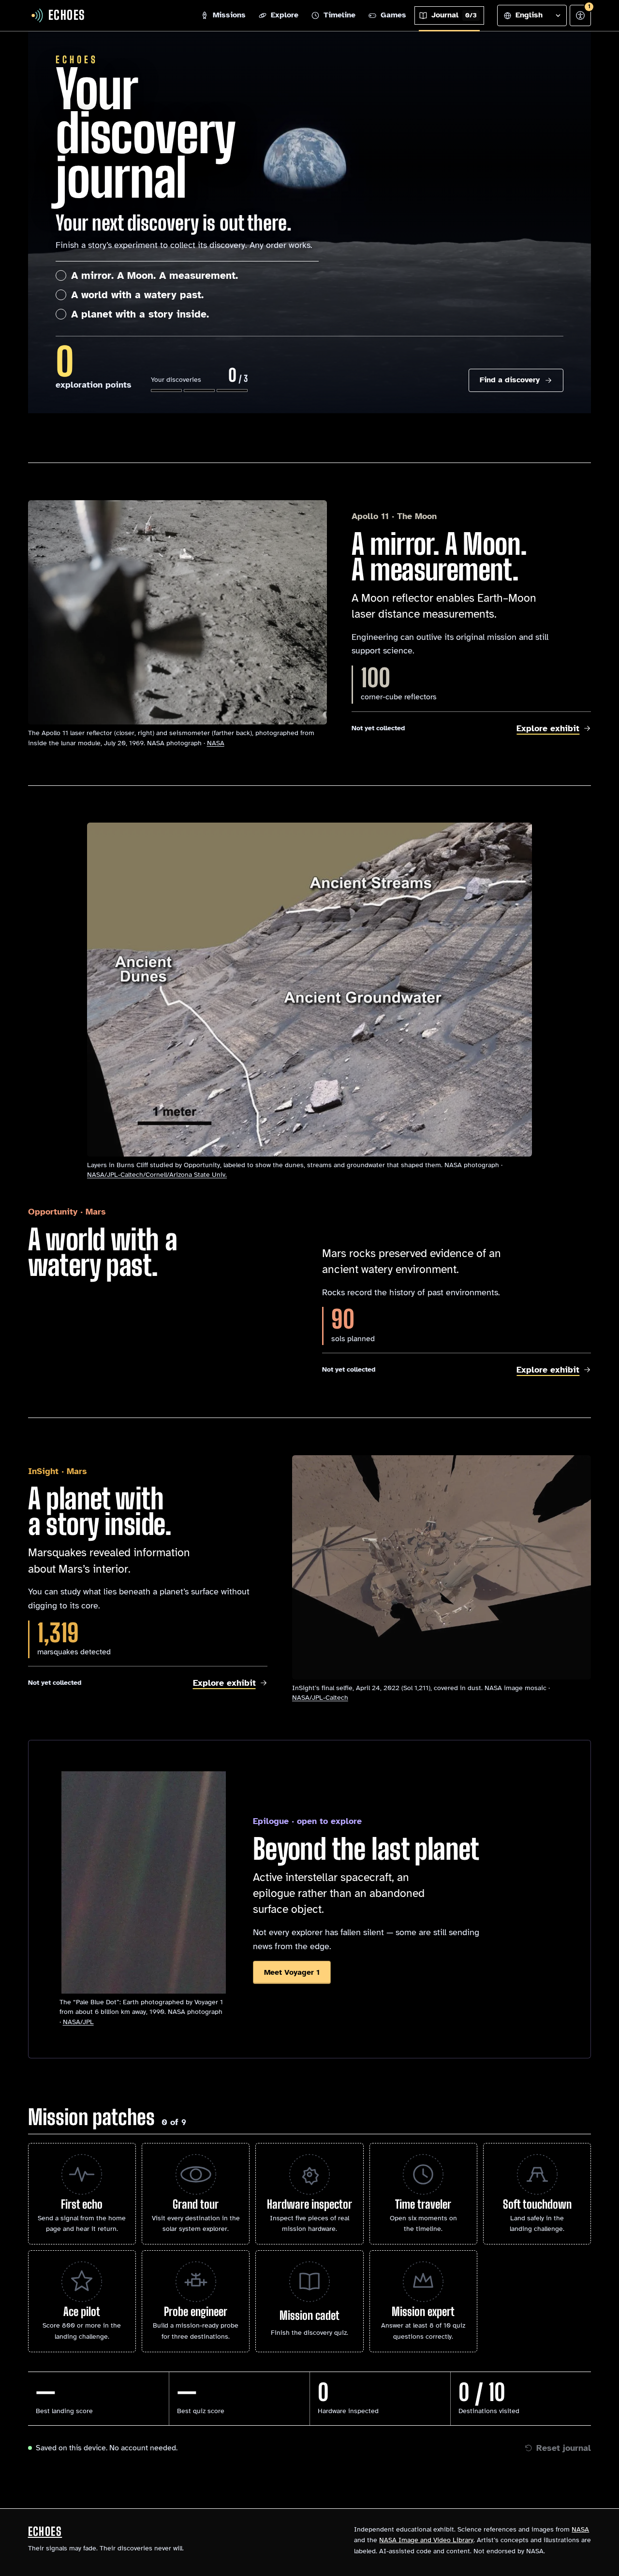 ECHOES
Missions
Explore
Timeline
Games
Journal 0/3
English
1
ECHOES
Your
discovery
journal
Your next discovery is out there.
Finish a story's experiment to collect its discovery. Any order works.
A mirror. A Moon. A measurement.
A world with a watery past.
A planet with a story inside.
0
exploration points
Your discoveries
0 / 3
Find a discovery
Apollo 11 · The Moon
A mirror. A Moon.
A measurement.
A Moon reflector enables Earth–Moon
laser distance measurements.
Engineering can outlive its original mission and still
support science.
100
corner-cube reflectors
Not yet collected
Explore exhibit
The Apollo 11 laser reflector (closer, right) and seismometer (farther back), photographed from
inside the lunar module, July 20, 1969. NASA photograph · NASA
Ancient Streams
Ancient
Dunes
Ancient Groundwater
1 meter
Layers in Burns Cliff studied by Opportunity, labeled to show the dunes, streams and groundwater that shaped them. NASA photograph ·
NASA/JPL-Caltech/Cornell/Arizona State Univ.
Opportunity · Mars
A world with a
watery past.
Mars rocks preserved evidence of an
ancient watery environment.
Rocks record the history of past environments.
90
sols planned
Not yet collected
Explore exhibit
InSight · Mars
A planet with
a story inside.
Marsquakes revealed information
about Mars's interior.
You can study what lies beneath a planet's surface without
digging to its core.
1,319
marsquakes detected
Not yet collected
Explore exhibit
InSight's final selfie, April 24, 2022 (Sol 1,211), covered in dust. NASA image mosaic ·
NASA/JPL-Caltech
Epilogue · open to explore
Beyond the last planet
Active interstellar spacecraft, an
epilogue rather than an abandoned
surface object.
Not every explorer has fallen silent — some are still sending
news from the edge.
Meet Voyager 1
The "Pale Blue Dot": Earth photographed by Voyager 1
from about 6 billion km away, 1990. NASA photograph
· NASA/JPL
Mission patches 0 of 9
First echo
Send a signal from the home
page and hear it return.
Grand tour
Visit every destination in the
solar system explorer.
Hardware inspector
Inspect five pieces of real
mission hardware.
Time traveler
Open six moments on
the timeline.
Soft touchdown
Land safely in the
landing challenge.
Ace pilot
Score 800 or more in the
landing challenge.
Probe engineer
Build a mission-ready probe
for three destinations.
Mission cadet
Finish the discovery quiz.
Mission expert
Answer at least 8 of 10 quiz
questions correctly.
—
Best landing score
—
Best quiz score
0
Hardware inspected
0 / 10
Destinations visited
Saved on this device. No account needed.
Reset journal
ECHOES
Their signals may fade. Their discoveries never will.
Independent educational exhibit. Science references and images from NASA
and the NASA Image and Video Library. Artist's concepts and illustrations are
labeled. AI-assisted code and content. Not endorsed by NASA.